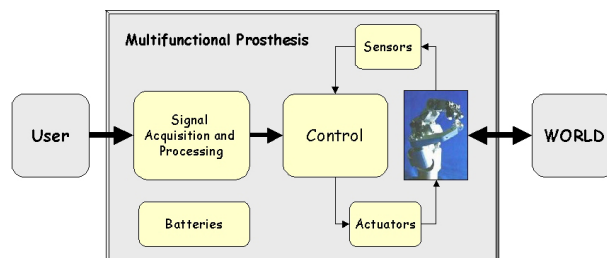 Multifunctional Prosthesis
Sensors
User
Signal
Acquisition and
Processing
Control
WORLD
Batteries
Actuators